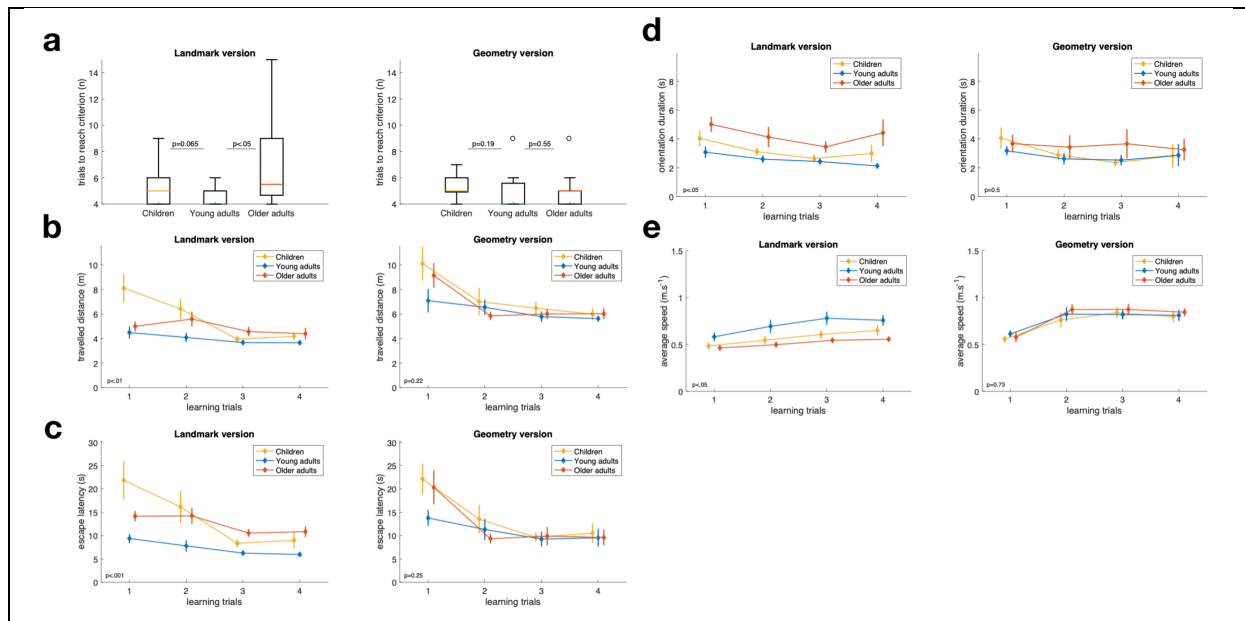 a
Landmark version
trials to reach criterion (n)
14
12
10
8
6
4
p=0.065
p<.05
Children
Young adults
Older adults
Geometry version
trials to reach criterion (n)
14
12
10
8
6
4
p=0.19
p=0.55
Children
Young adults
Older adults
b
Landmark version
travelled distance (m)
10
8
6
4
2
0
Children
Young adults
Older adults
p<.01
1 2 3 4
learning trials
Geometry version
travelled distance (m)
10
8
6
4
2
0
Children
Young adults
Older adults
p=0.22
1 2 3 4
learning trials
c
Landmark version
escape latency (s)
30
25
20
15
10
5
0
Children
Young adults
Older adults
p<.001
1 2 3 4
learning trials
Geometry version
escape latency (s)
30
25
20
15
10
5
0
Children
Young adults
Older adults
p=0.25
1 2 3 4
learning trials
d
Landmark version
orientation duration (s)
8
6
4
2
0
Children
Young adults
Older adults
p<.05
1 2 3 4
learning trials
Geometry version
orientation duration (s)
8
6
4
2
0
Children
Young adults
Older adults
p=0.5
1 2 3 4
learning trials
e
Landmark version
average speed (m.s⁻¹)
1.5
1
0.5
0
Children
Young adults
Older adults
p<.05
1 2 3 4
learning trials
Geometry version
average speed (m.s⁻¹)
1.5
1
0.5
0
Children
Young adults
Older adults
p=0.73
1 2 3 4
learning trials